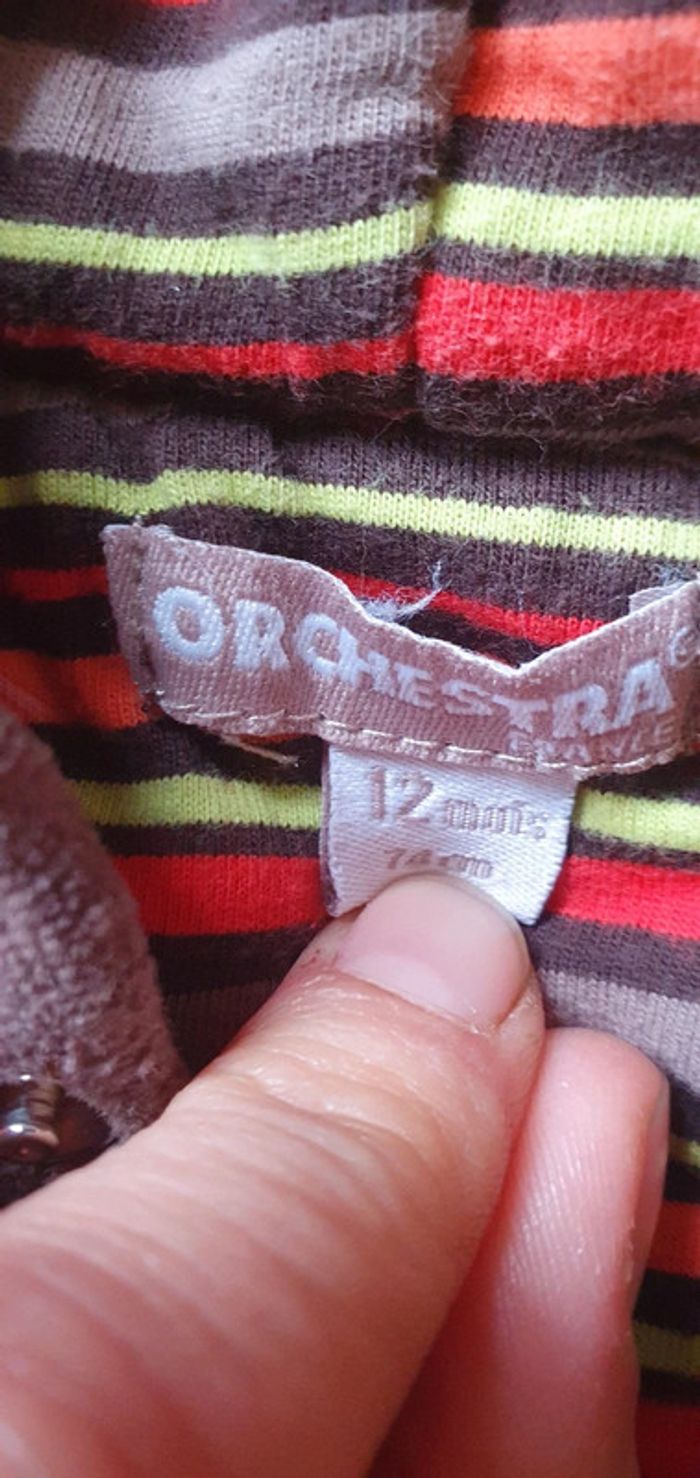 ORCHESTRA
FRANCE
12 mois
74 cm